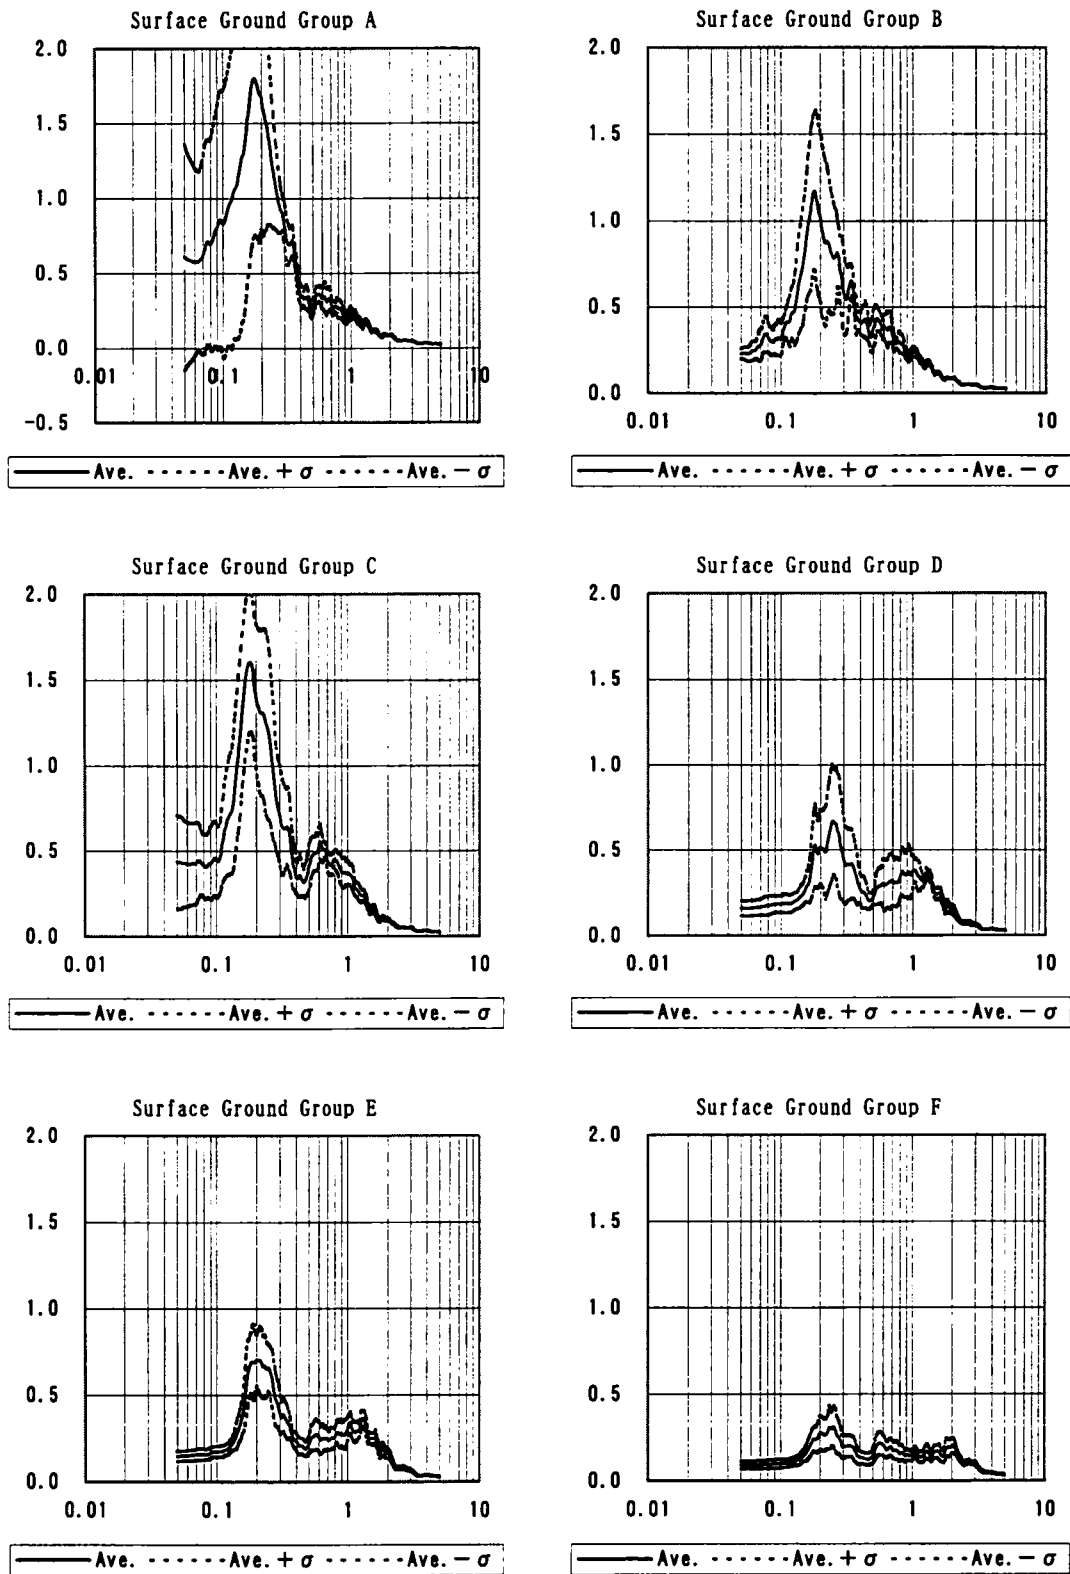 Surface Ground Group A
2.0
1.5
1.0
0.5
0.0
-0.5
0.01 0.1 1 10
Ave. Ave.+σ Ave.-σ
Surface Ground Group B
2.0
1.5
1.0
0.5
0.0
0.01 0.1 1 10
Ave. Ave.+σ Ave.-σ
Surface Ground Group C
2.0
1.5
1.0
0.5
0.0
0.01 0.1 1 10
Ave. Ave.+σ Ave.-σ
Surface Ground Group D
2.0
1.5
1.0
0.5
0.0
0.01 0.1 1 10
Ave. Ave.+σ Ave.-σ
Surface Ground Group E
2.0
1.5
1.0
0.5
0.0
0.01 0.1 1 10
Ave. Ave.+σ Ave.-σ
Surface Ground Group F
2.0
1.5
1.0
0.5
0.0
0.01 0.1 1 10
Ave. Ave.+σ Ave.-σ